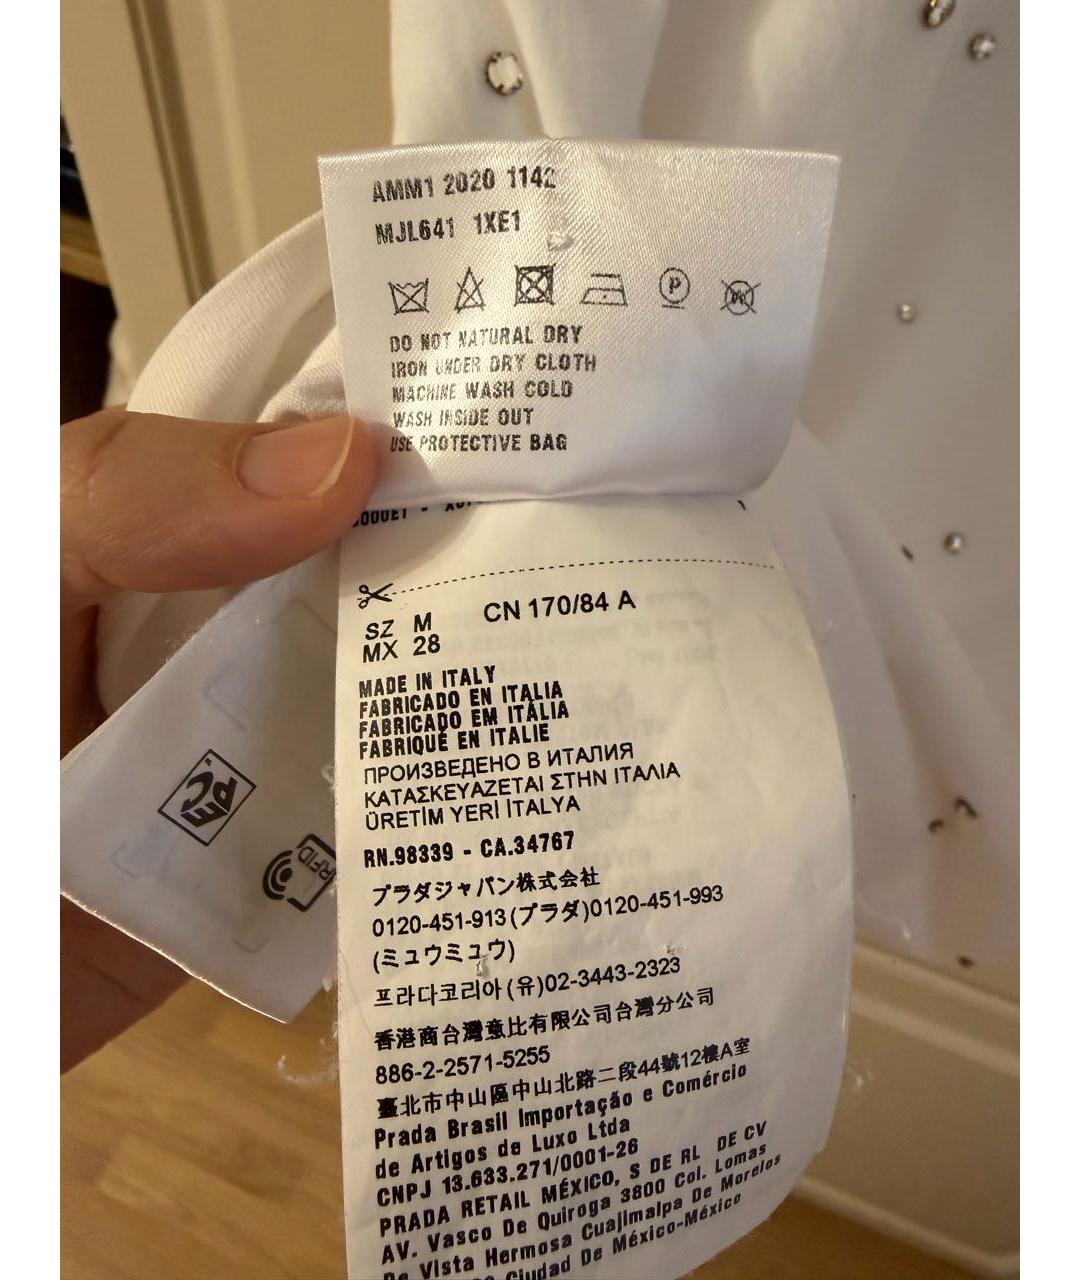 AMM1 2020 1142
MJL641 1XE1
P
W
DO NOT NATURAL DRY
IRON UNDER DRY CLOTH
MACHINE WASH COLD
WASH INSIDE OUT
USE PROTECTIVE BAG
SZ M CN 170/84 A
MX 28
MADE IN ITALY
FABRICADO EN ITALIA
FABRICADO EM ITÁLIA
FABRIQUÉ EN ITALIE
ПРОИЗВЕДЕНО В ИТАЛИЯ
ΚΑΤΑΣΚΕΥΑΖΕΤΑΙ ΣΤΗΝ ΙΤΑΛΙΑ
ÜRETİM YERİ İTALYA
RN.98339 - CA.34767
プラダジャパン株式会社
0120-451-913(プラダ)0120-451-993
(ミュウミュウ)
프라다코리아(유)02-3443-2323
香港商台灣意比有限公司台灣分公司
886-2-2571-5255
臺北市中山區中山北路二段44號12樓A室
Prada Brasil Importação e Comércio
de Artigos de Luxo Ltda
CNPJ 13.633.271/0001-26
PRADA RETAIL MÉXICO, S DE RL DE CV
AV. Vasco De Quiroga 3800 Col. Lomas
De Vista Hermosa Cuajimalpa De Morelos
Ciudad De México-México
EPC
RFID